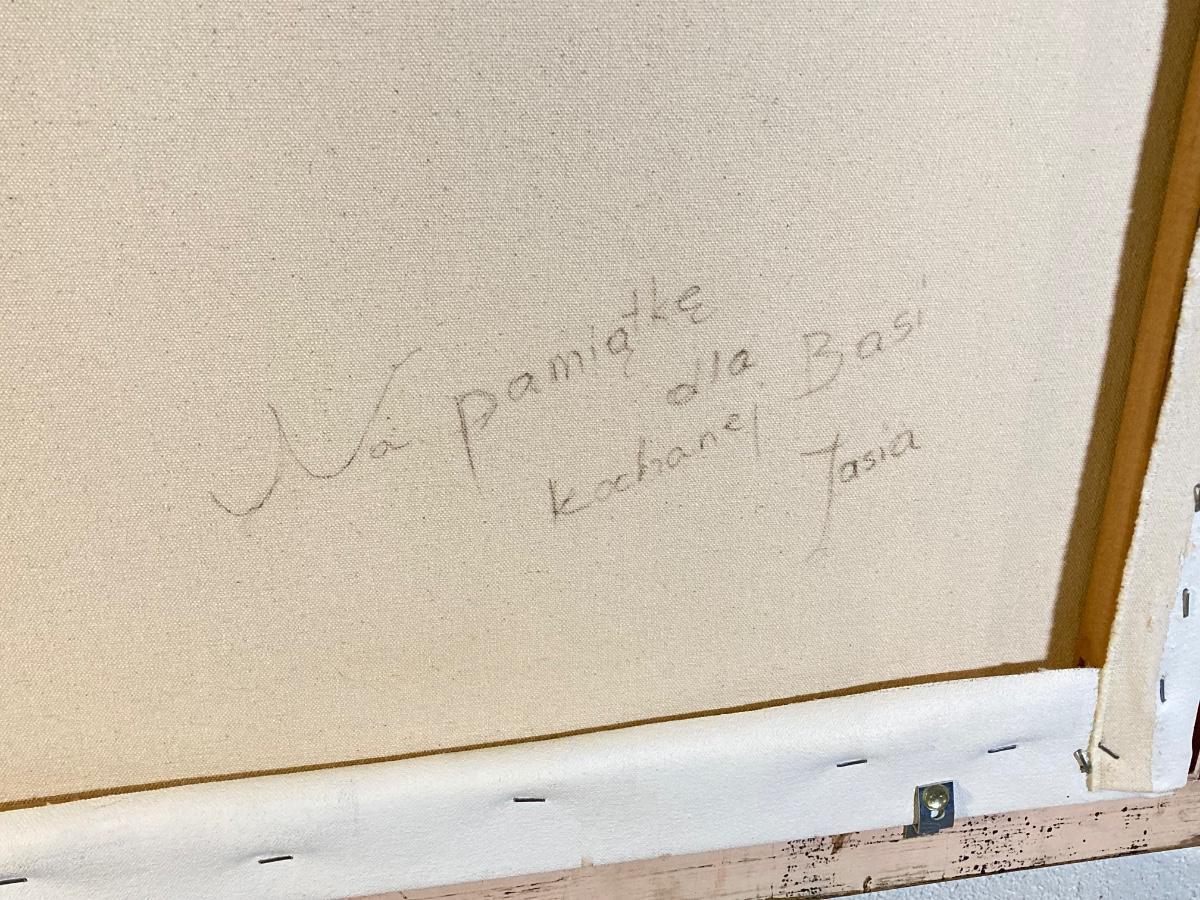 Na pamiątkę
dla Basi
kochanej Jasia